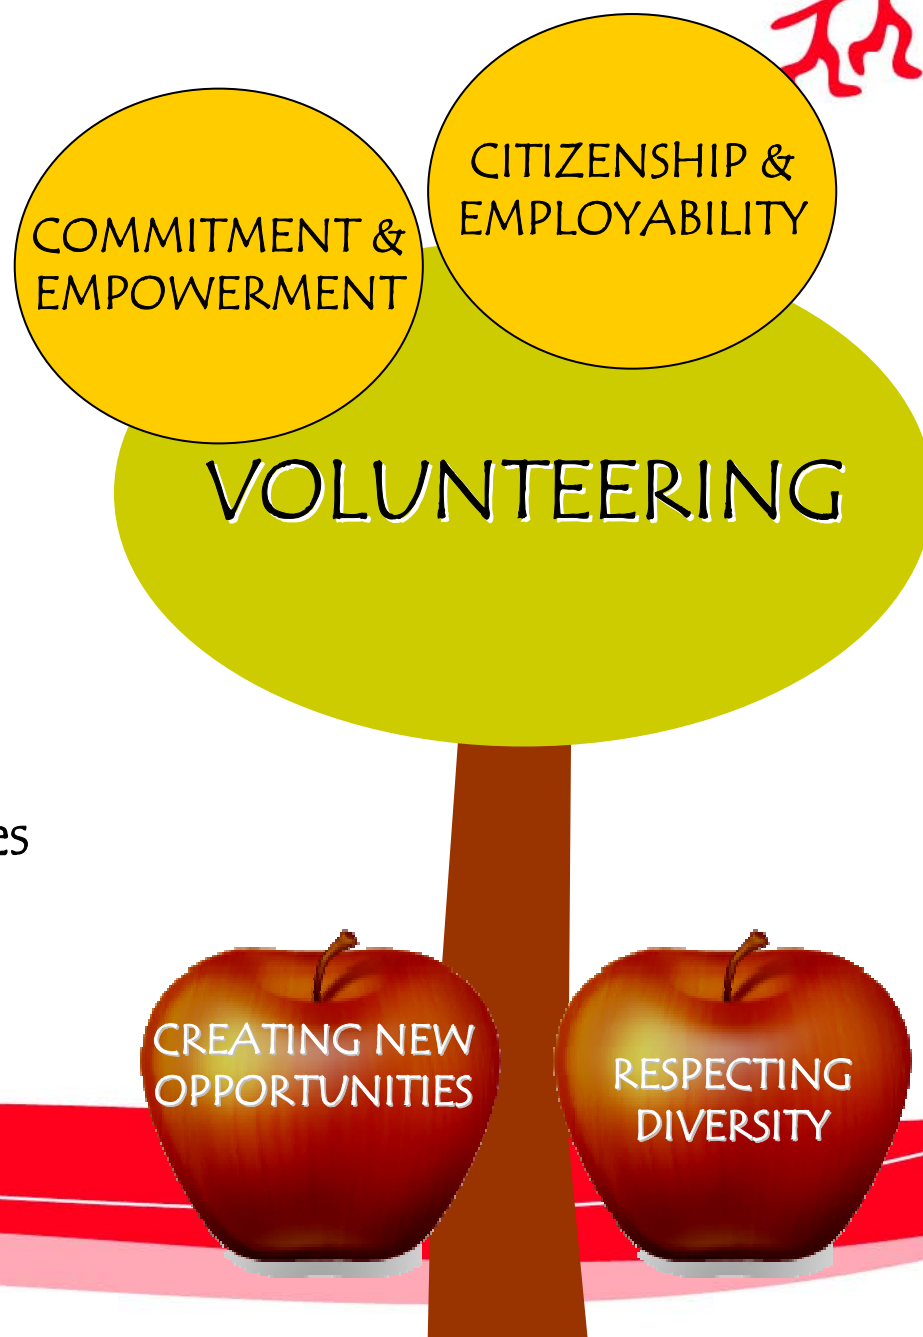 CITIZENSHIP &
EMPLOYABILITY
COMMITMENT &
EMPOWERMENT
VOLUNTEERING
CREATING NEW
OPPORTUNITIES
RESPECTING
DIVERSITY